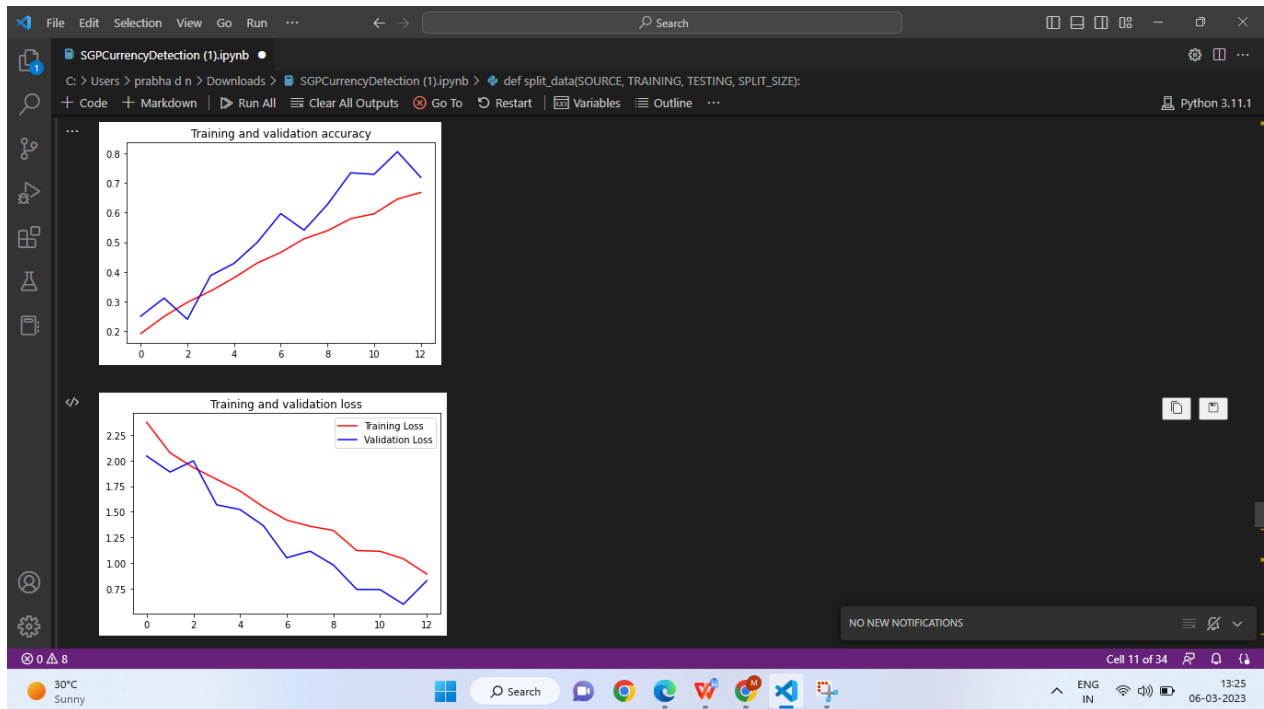 File Edit Selection View Go Run ··· Search
SGPCurrencyDetection (1).ipynb
C: > Users > prabha d n > Downloads > SGPCurrencyDetection (1).ipynb > def split_data(SOURCE, TRAINING, TESTING, SPLIT_SIZE):
+ Code + Markdown | Run All Clear All Outputs Go To Restart | Variables Outline ··· Python 3.11.1
Training and validation accuracy
0.8
0.7
0.6
0.5
0.4
0.3
0.2
0 2 4 6 8 10 12
Training and validation loss
Training Loss
Validation Loss
2.25
2.00
1.75
1.50
1.25
1.00
0.75
0 2 4 6 8 10 12
1
NO NEW NOTIFICATIONS
0 8 Cell 11 of 34
30°C
Sunny
Search
M
ENG
IN
13:25
06-03-2023